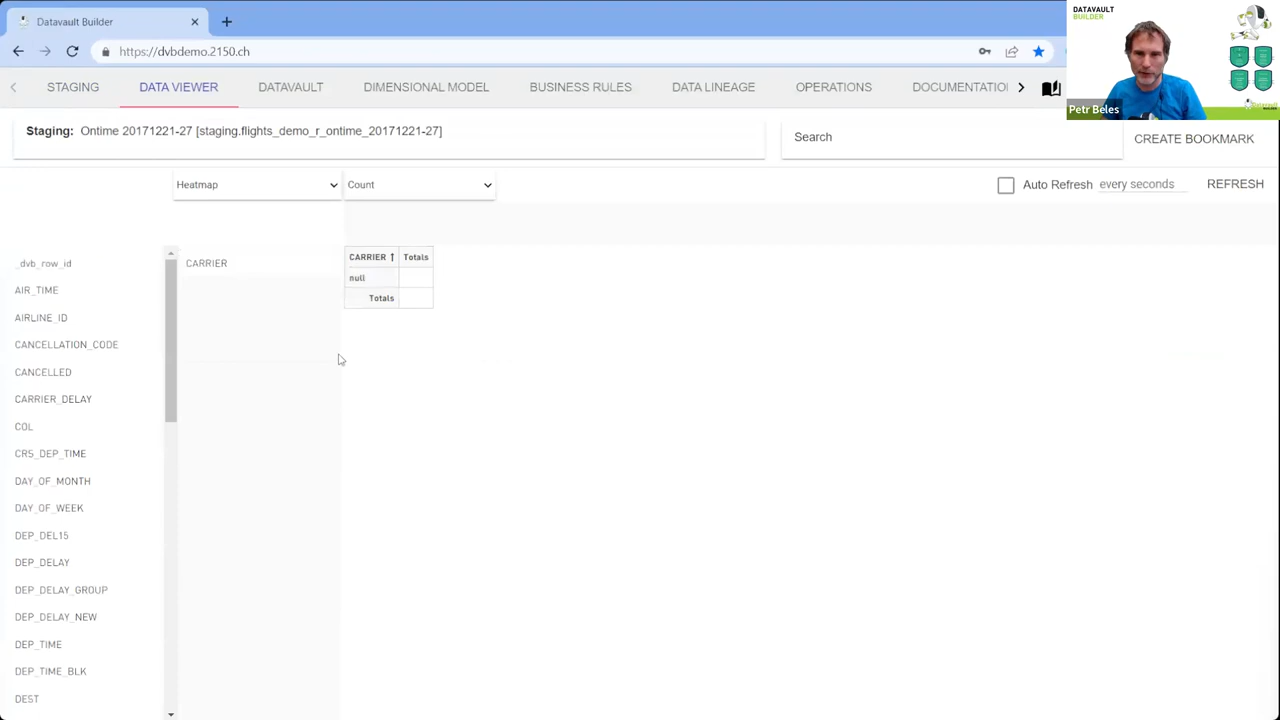 Datavault Builder
https://dvbdemo.2150.ch
DATAVAULT
BUILDER
Petr Beles
STAGING
DATA VIEWER
DATAVAULT
DIMENSIONAL MODEL
BUSINESS RULES
DATA LINEAGE
OPERATIONS
DOCUMENTATIO
Staging: Ontime 20171221-27 [staging.flights_demo_r_ontime_20171221-27]
Search
CREATE BOOKMARK
Heatmap
Count
Auto Refresh
every seconds
REFRESH
_dvb_row_id
AIR_TIME
AIRLINE_ID
CANCELLATION_CODE
CANCELLED
CARRIER_DELAY
COL
CRS_DEP_TIME
DAY_OF_MONTH
DAY_OF_WEEK
DEP_DEL15
DEP_DELAY
DEP_DELAY_GROUP
DEP_DELAY_NEW
DEP_TIME
DEP_TIME_BLK
DEST
CARRIER
CARRIER ↑ Totals
null
Totals